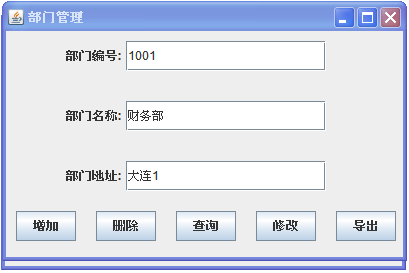 部门管理
部门编号: 1001
部门名称: 财务部
部门地址: 大连1
增加 删除 查询 修改 导出